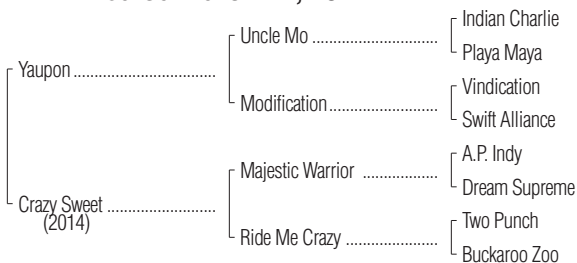 Indian Charlie
Uncle Mo
Playa Maya
Yaupon
Vindication
Modification
Swift Alliance
A.P. Indy
Majestic Warrior
Dream Supreme
Crazy Sweet
(2014)
Two Punch
Ride Me Crazy
Buckaroo Zoo